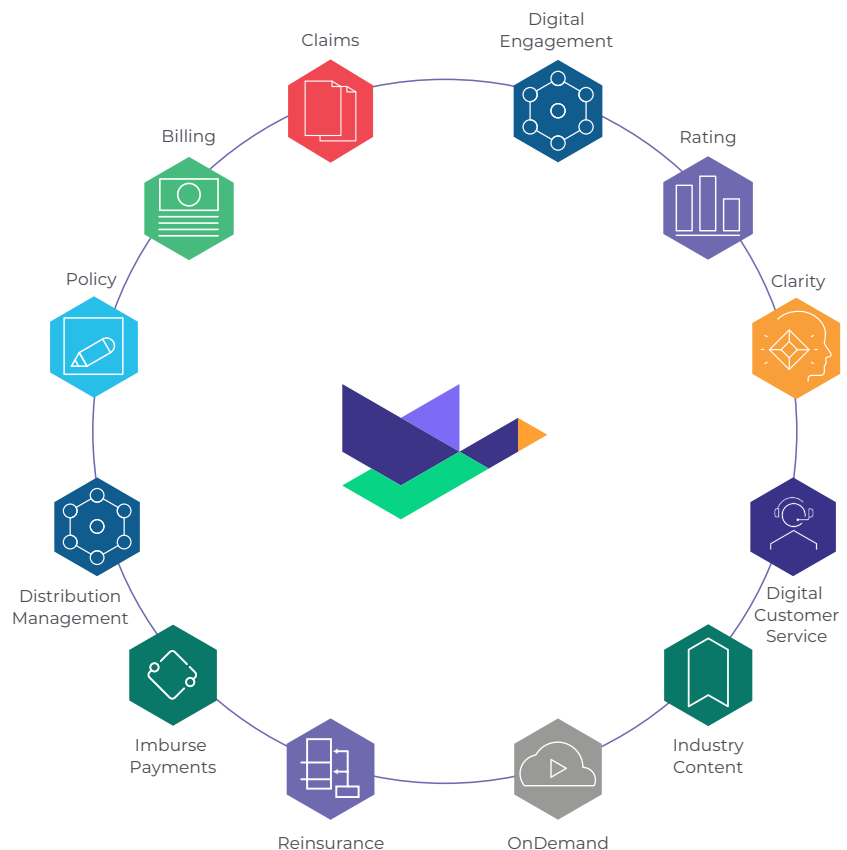 Digital
Engagement
Claims
Billing
Rating
Policy
Clarity
Distribution
Management
Digital
Customer
Service
Imburse
Payments
Industry
Content
Reinsurance
OnDemand